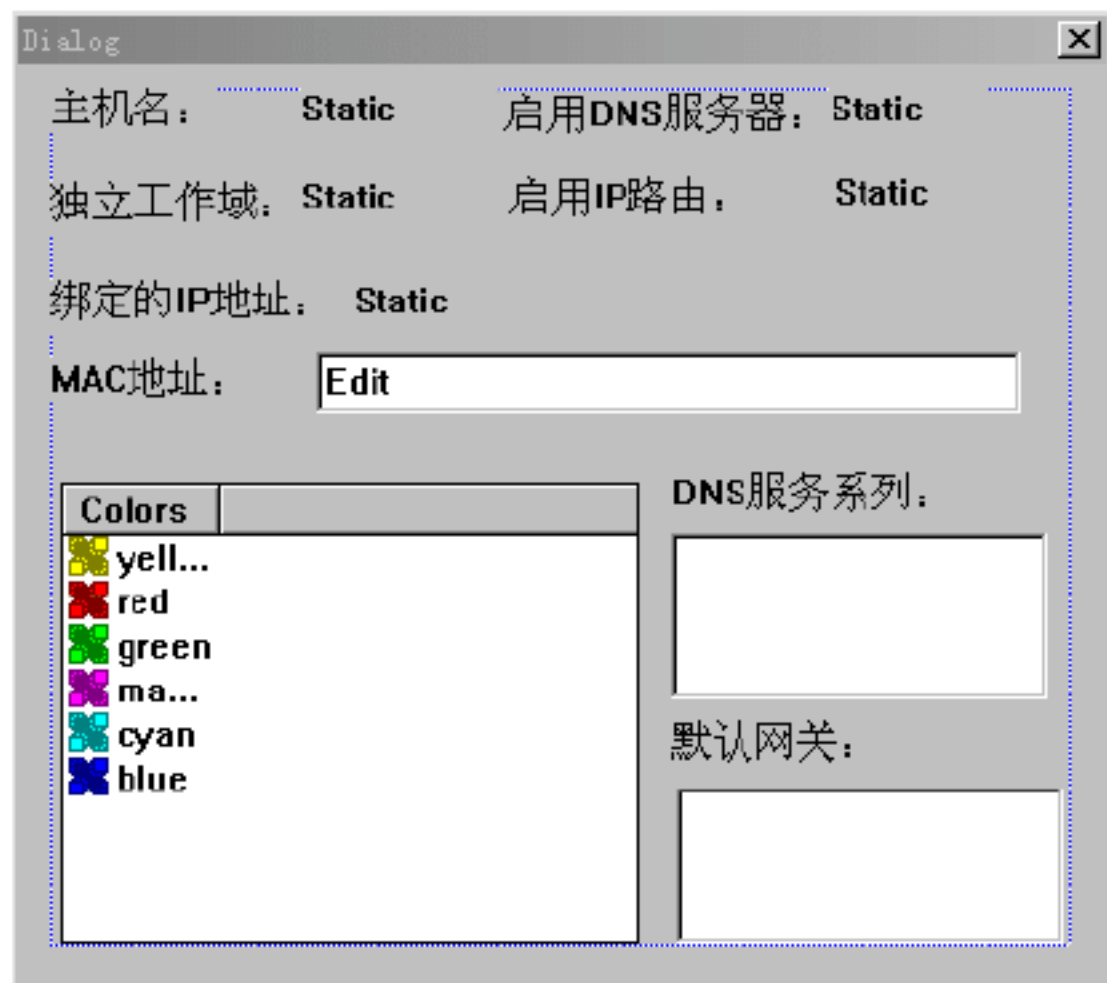 Dialog
主机名： Static 启用DNS服务器： Static
独立工作域： Static 启用IP路由： Static
绑定的IP地址： Static
MAC地址： Edit
Colors
yell...
red
green
ma...
cyan
blue
DNS服务系列：
默认网关：